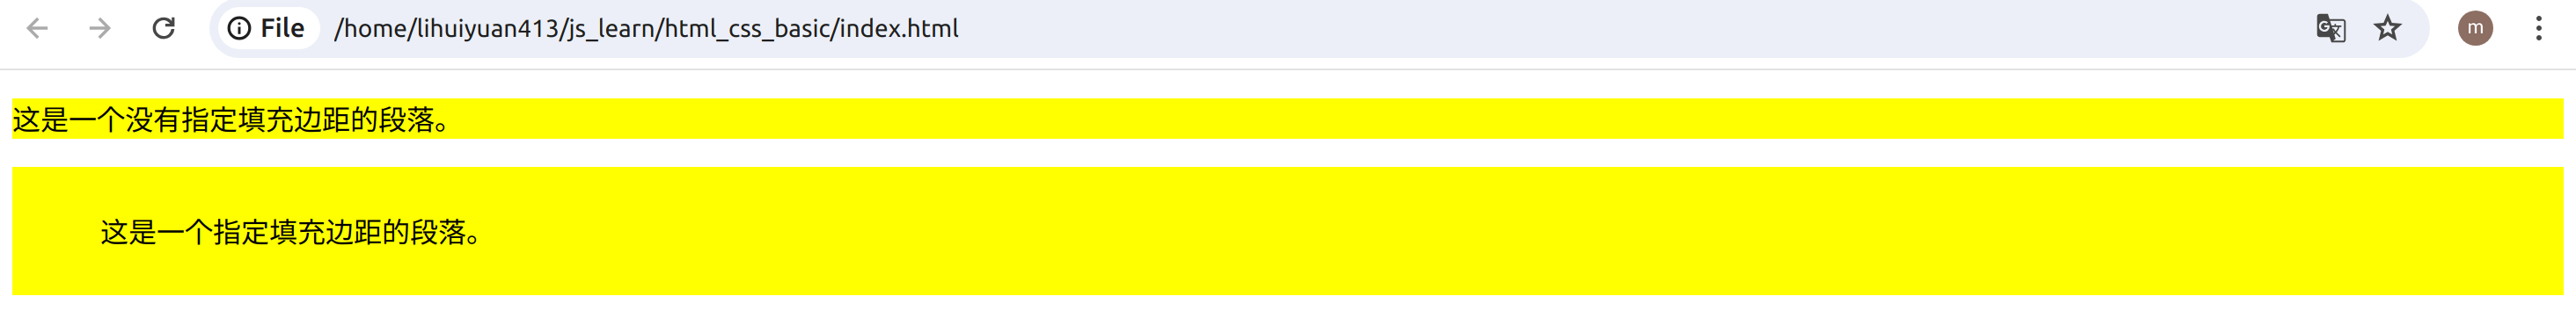 File /home/lihuiyuan413/js_learn/html_css_basic/index.html
m
这是一个没有指定填充边距的段落。
这是一个指定填充边距的段落。